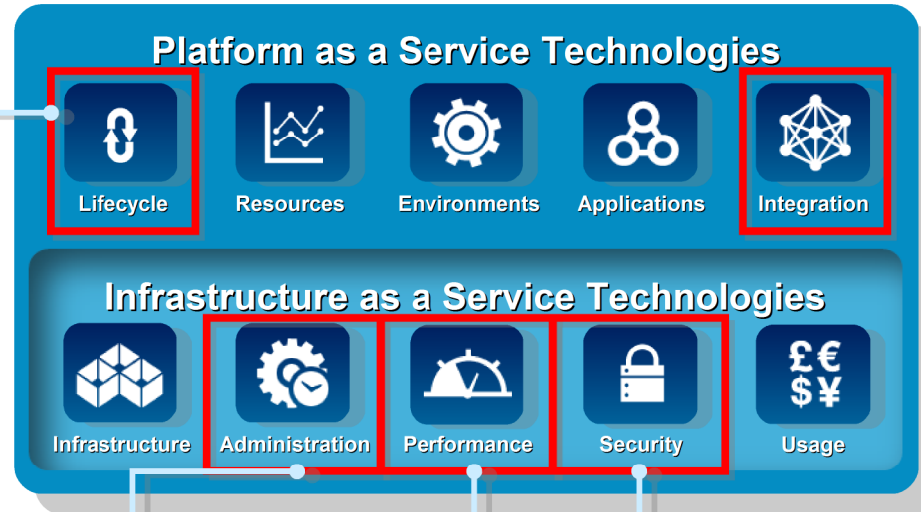 Platform as a Service Technologies
Lifecycle Resources Environments Applications Integration
Infrastructure as a Service Technologies
£€
$¥
Infrastructure Administration Performance Security Usage